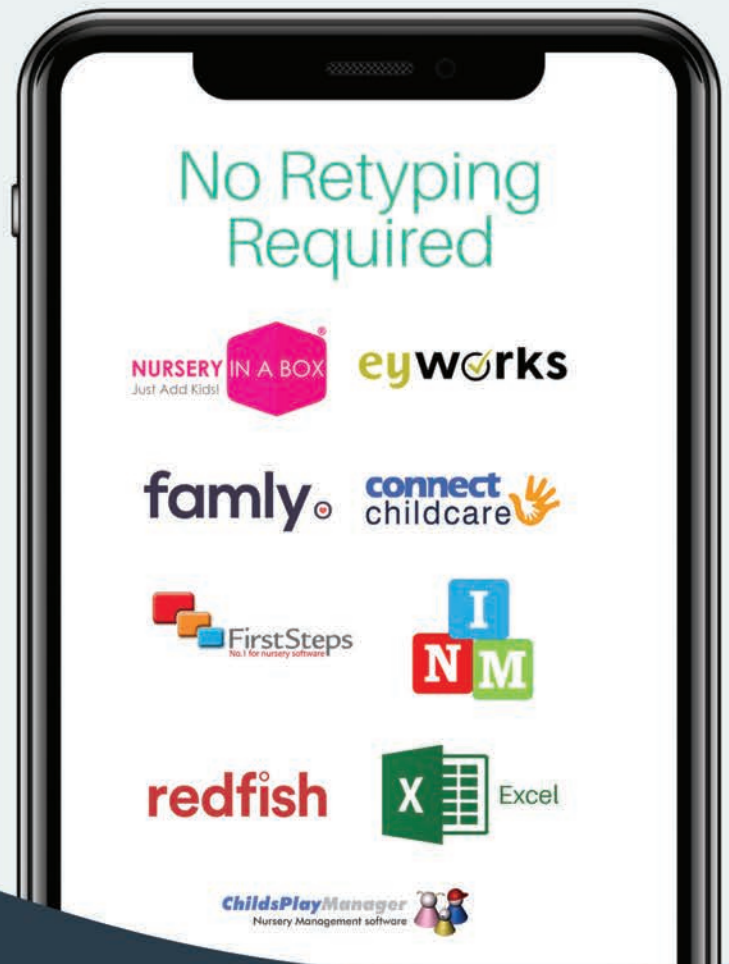 No Retyping
Required
NURSERY IN A BOX®
Just Add Kids!
eyworks
famly
connect
childcare
FirstSteps
No.1 for nursery software
I
N M
redfish
X Excel
ChildsPlayManager
Nursery Management software